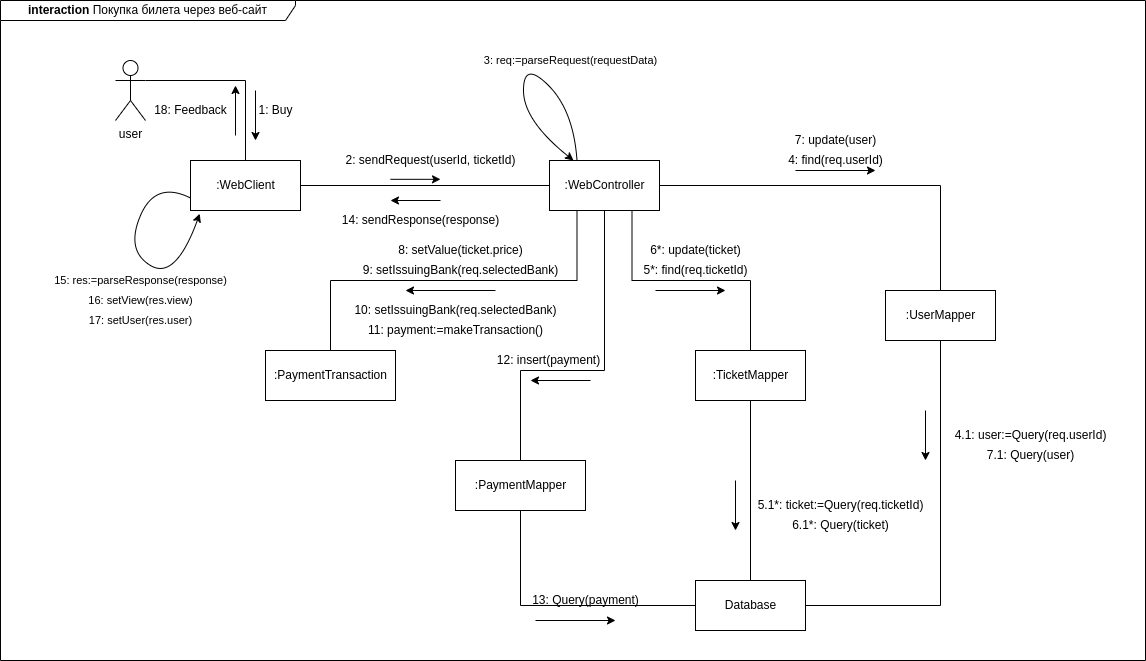 interaction Покупка билета через веб-сайт
3: req:=parseRequest(requestData)
18: Feedback
1: Buy
user
7: update(user)
4: find(req.userId)
2: sendRequest(userId, ticketId)
:WebClient
:WebController
14: sendResponse(response)
8: setValue(ticket.price)
9: setIssuingBank(req.selectedBank)
6*: update(ticket)
5*: find(req.ticketId)
15: res:=parseResponse(response)
16: setView(res.view)
17: setUser(res.user)
10: setIssuingBank(req.selectedBank)
11: payment:=makeTransaction()
:UserMapper
12: insert(payment)
:PaymentTransaction
:TicketMapper
4.1: user:=Query(req.userId)
7.1: Query(user)
:PaymentMapper
5.1*: ticket:=Query(req.ticketId)
6.1*: Query(ticket)
13: Query(payment)
Database